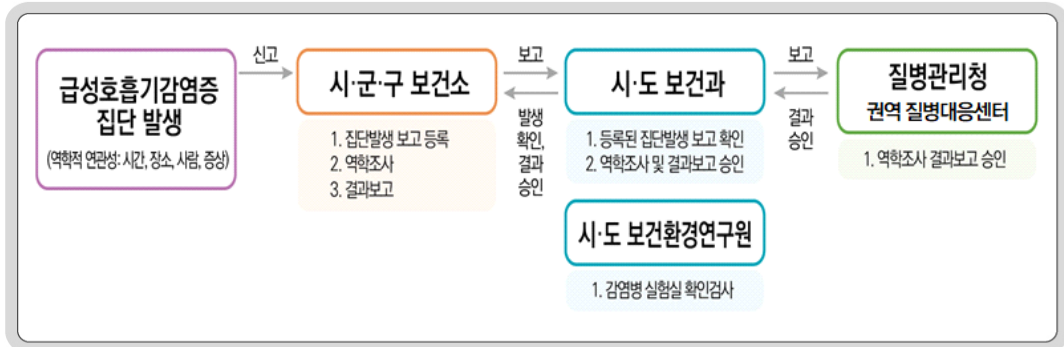 급성호흡기감염증
집단 발생
(역학적 연관성: 시간, 장소, 사람, 증상)
신고
시·군·구 보건소
1. 집단발생 보고 등록
2. 역학조사
3. 결과보고
보고
발생
확인,
결과
승인
시·도 보건과
1. 등록된 집단발생 보고 확인
2. 역학조사 및 결과보고 승인
시·도 보건환경연구원
1. 감염병 실험실 확인검사
보고
결과
승인
질병관리청
권역 질병대응센터
1. 역학조사 결과보고 승인